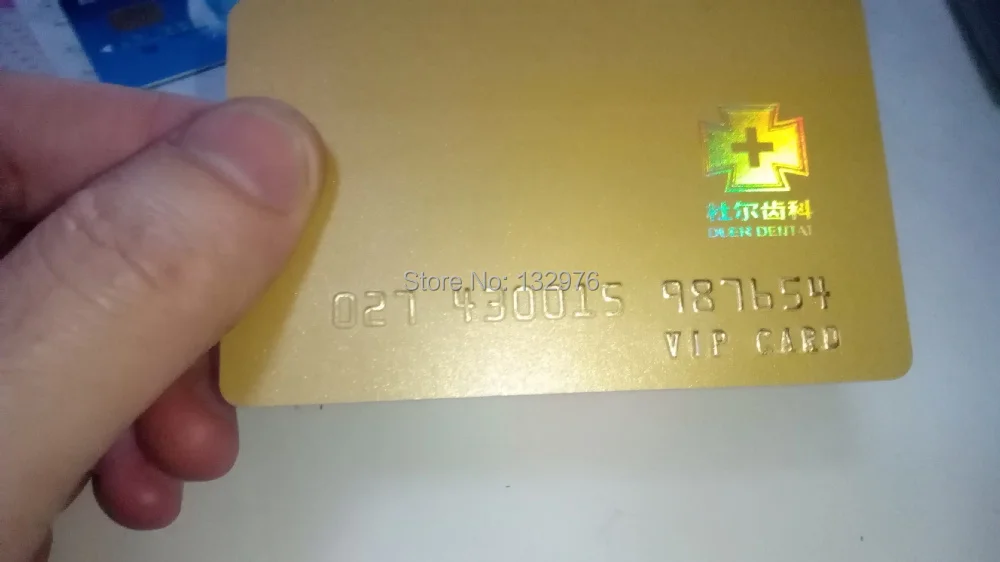 杜尔齿科
DUER DENTAL
Store No: 132976
027 430015 987654
VIP CARD